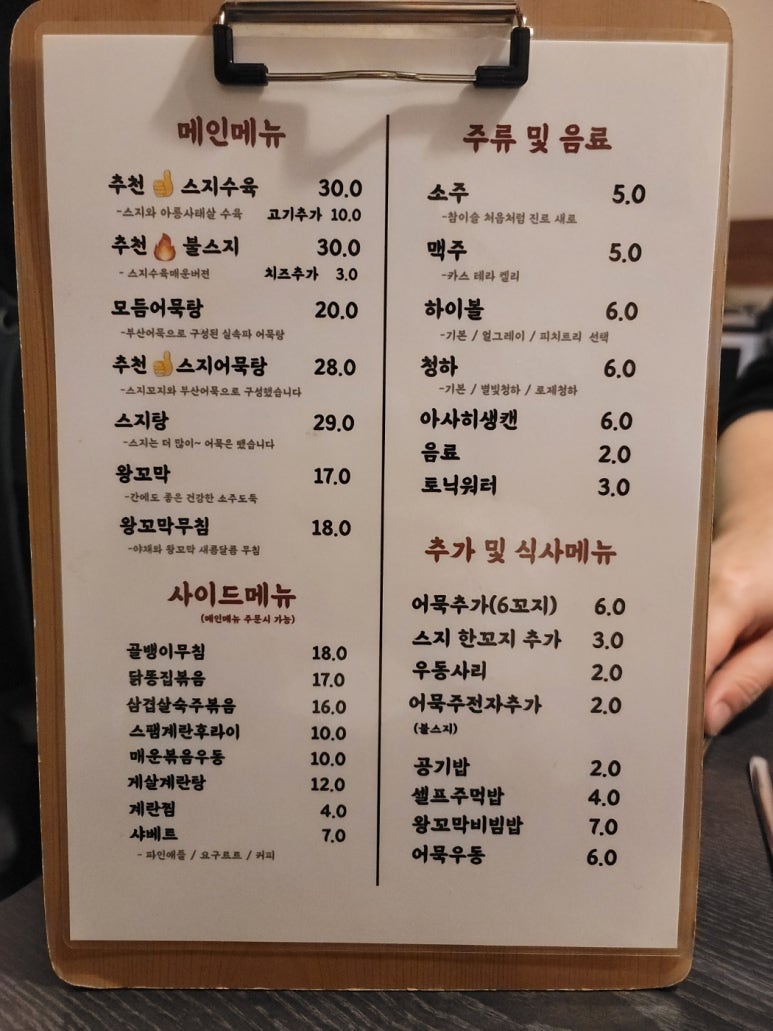 메인메뉴
추천 👍 스지수육 30.0
-스지와 아롱사태살 수육 고기추가 10.0
추천 🔥 불스지 30.0
- 스지수육매운버젼 치즈추가 3.0
모듬어묵탕 20.0
-부산어묵으로 구성된 실속파 어묵탕
추천 👍 스지어묵탕 28.0
-스지꼬지와 부산어묵으로 구성했습니다
스지탕 29.0
-스지는 더 많이~ 어묵은 뺐습니다
왕꼬막 17.0
-간에도 좋은 건강한 소주도둑
왕꼬막무침 18.0
-야채와 왕꼬막 새콤달콤 무침
사이드메뉴
(메인메뉴 주문시 가능)
골뱅이무침 18.0
닭똥집볶음 17.0
삼겹살숙주볶음 16.0
스팸계란후라이 10.0
매운볶음우동 10.0
게살계란탕 12.0
계란찜 4.0
샤베트 7.0
- 파인애플 / 요구르트 / 커피
주류 및 음료
소주 5.0
-참이슬 처음처럼 진로 새로
맥주 5.0
-카스 테라 켈리
하이볼 6.0
-기본 / 얼그레이 / 피치트리 선택
청하 6.0
-기본 / 별빛청하 / 로제청하
아사히생캔 6.0
음료 2.0
토닉워터 3.0
추가 및 식사메뉴
어묵추가(6꼬지) 6.0
스지 한꼬지 추가 3.0
우동사리 2.0
어묵주전자추가 2.0
(불스지)
공기밥 2.0
셀프주먹밥 4.0
왕꼬막비빔밥 7.0
어묵우동 6.0